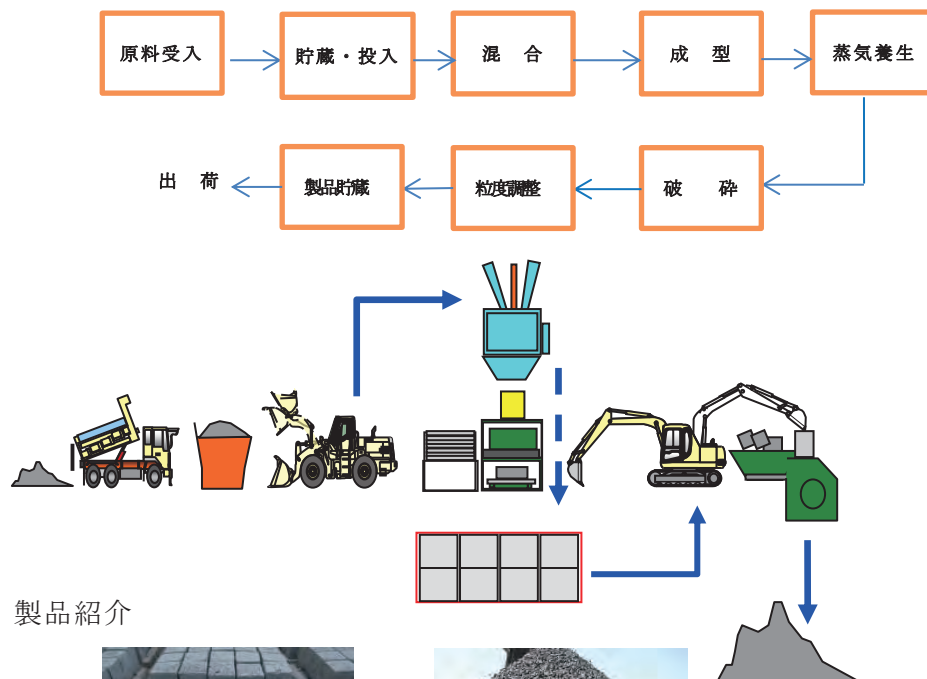 原料受入
貯蔵・投入
混 合
成 型
蒸気養生
出 荷
製品貯蔵
粒度調整
破 砕
製品紹介